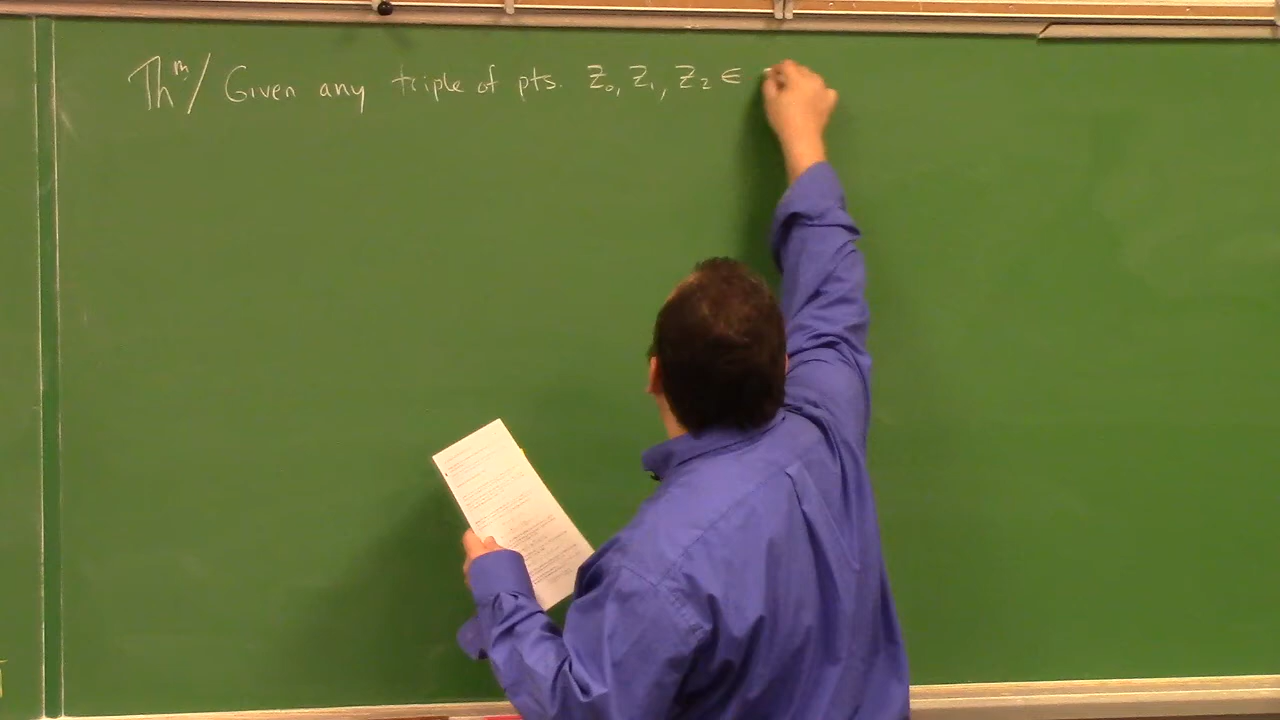 Thᵐ/ Given any triple of pts. Z₀, Z₁, Z₂ ∈